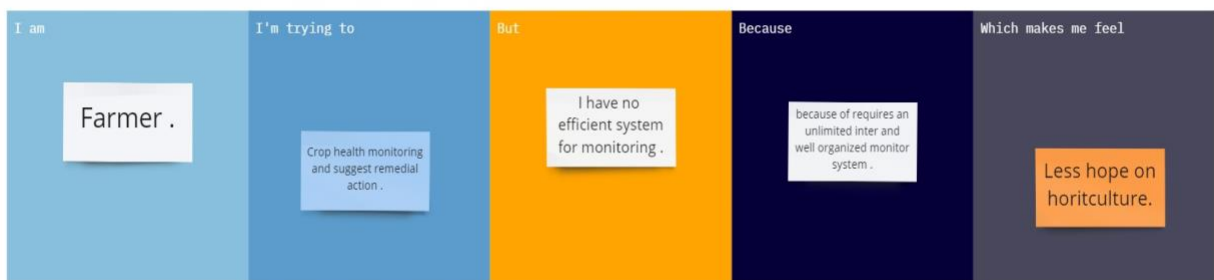 I am
Farmer .
I'm trying to
Crop health monitoring
and suggest remedial
action .
But
I have no
efficient system
for monitoring .
Because
because of requires an
unlimited inter and
well organized monitor
system .
Which makes me feel
Less hope on
horitculture.